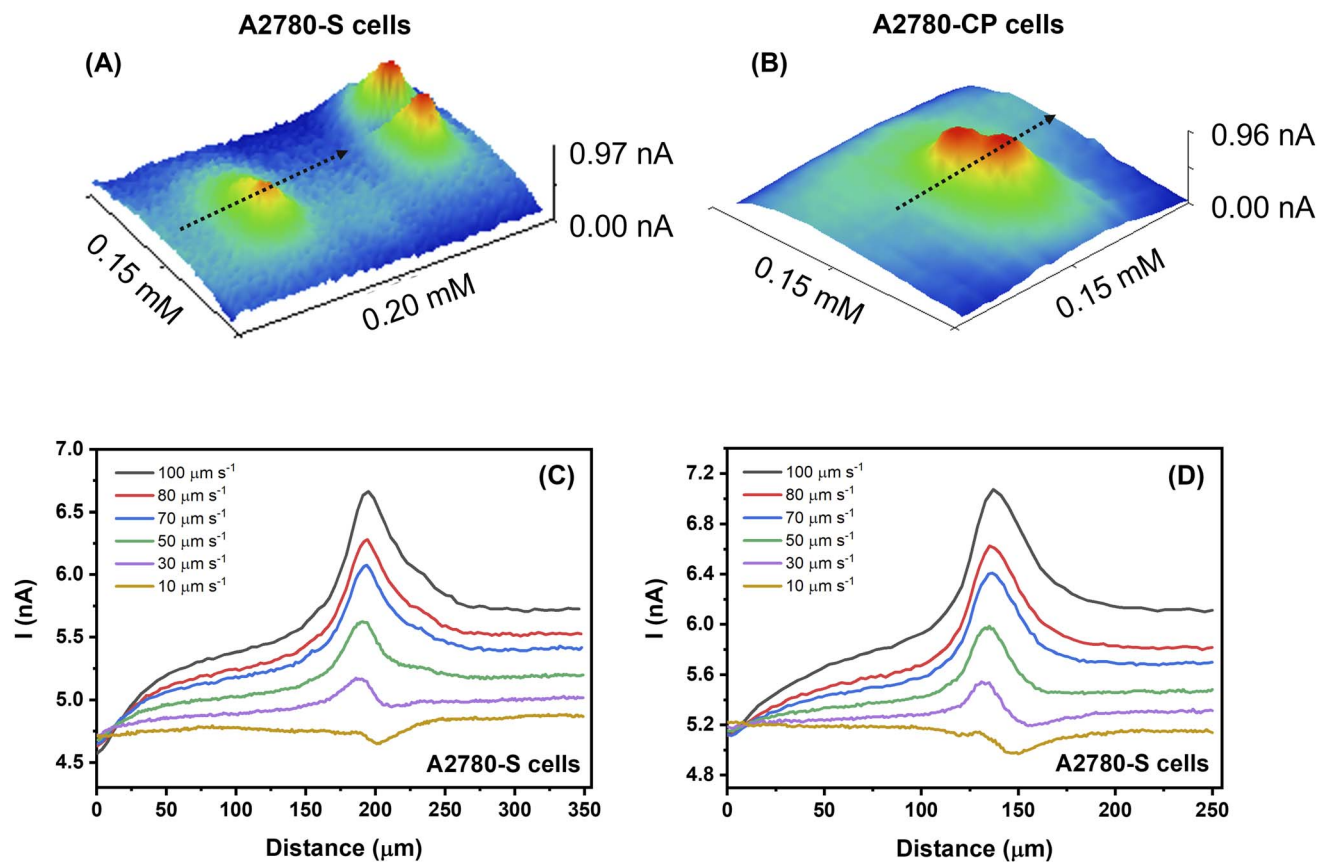 A2780-S cells
A2780-CP cells
(A)
(B)
0.97 nA
0.00 nA
0.15 mM
0.20 mM
0.96 nA
0.00 nA
0.15 mM
0.15 mM
7.0
6.5
6.0
5.5
5.0
4.5
I (nA)
100 μm s-1
80 μm s-1
70 μm s-1
50 μm s-1
30 μm s-1
10 μm s-1
(C)
A2780-S cells
0 50 100 150 200 250 300 350
Distance (μm)
7.2
6.8
6.4
6.0
5.6
5.2
4.8
I (nA)
100 μm s-1
80 μm s-1
70 μm s-1
50 μm s-1
30 μm s-1
10 μm s-1
(D)
A2780-S cells
0 50 100 150 200 250
Distance (μm)